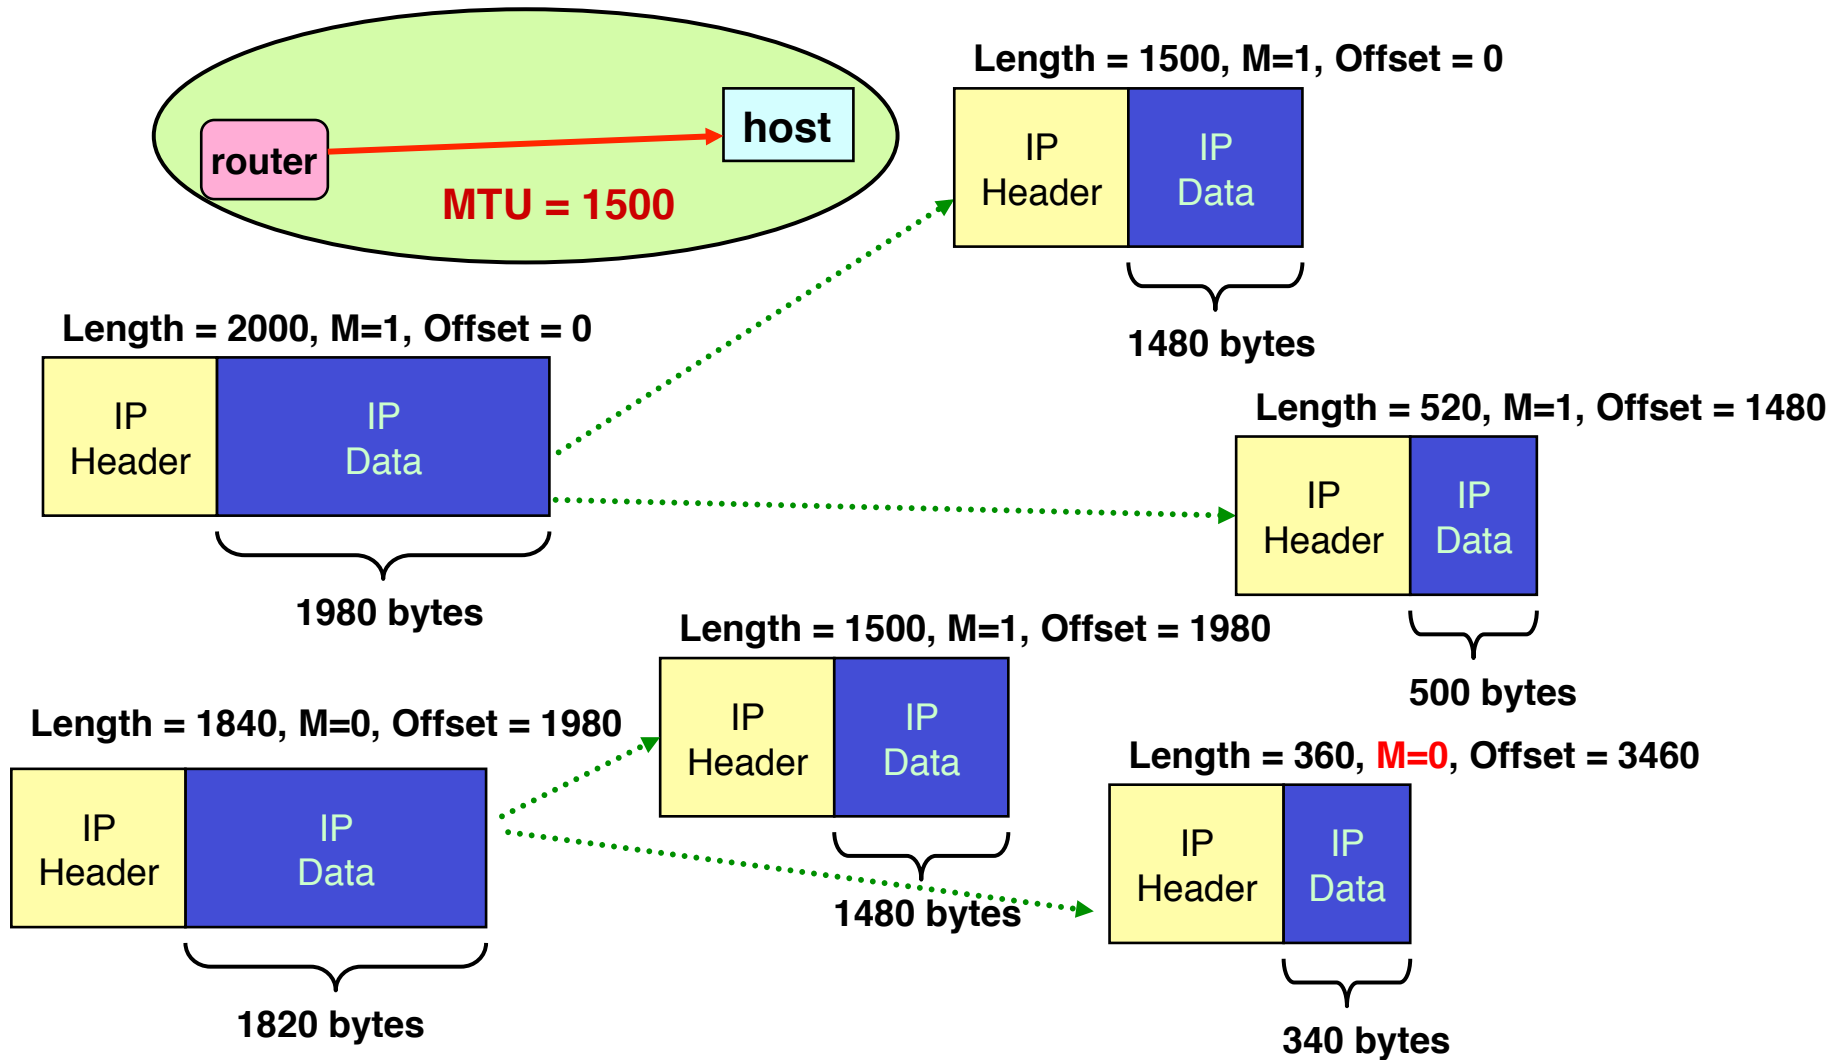 router
host
MTU = 1500
Length = 1500, M=1, Offset = 0
IP
Header
IP
Data
1480 bytes
Length = 2000, M=1, Offset = 0
IP
Header
IP
Data
1980 bytes
Length = 520, M=1, Offset = 1480
IP
Header
IP
Data
500 bytes
Length = 1500, M=1, Offset = 1980
IP
Header
IP
Data
1480 bytes
Length = 1840, M=0, Offset = 1980
IP
Header
IP
Data
1820 bytes
Length = 360, M=0, Offset = 3460
IP
Header
IP
Data
340 bytes